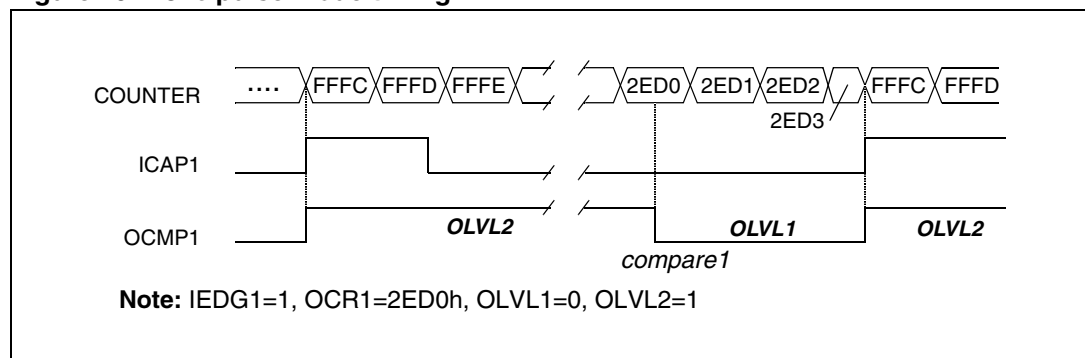 COUNTER .... FFFC FFFD FFFE 2ED0 2ED1 2ED2 FFFC FFFD
2ED3
ICAP1
OCMP1 OLVL2 OLVL1 OLVL2
compare1
Note: IEDG1=1, OCR1=2ED0h, OLVL1=0, OLVL2=1